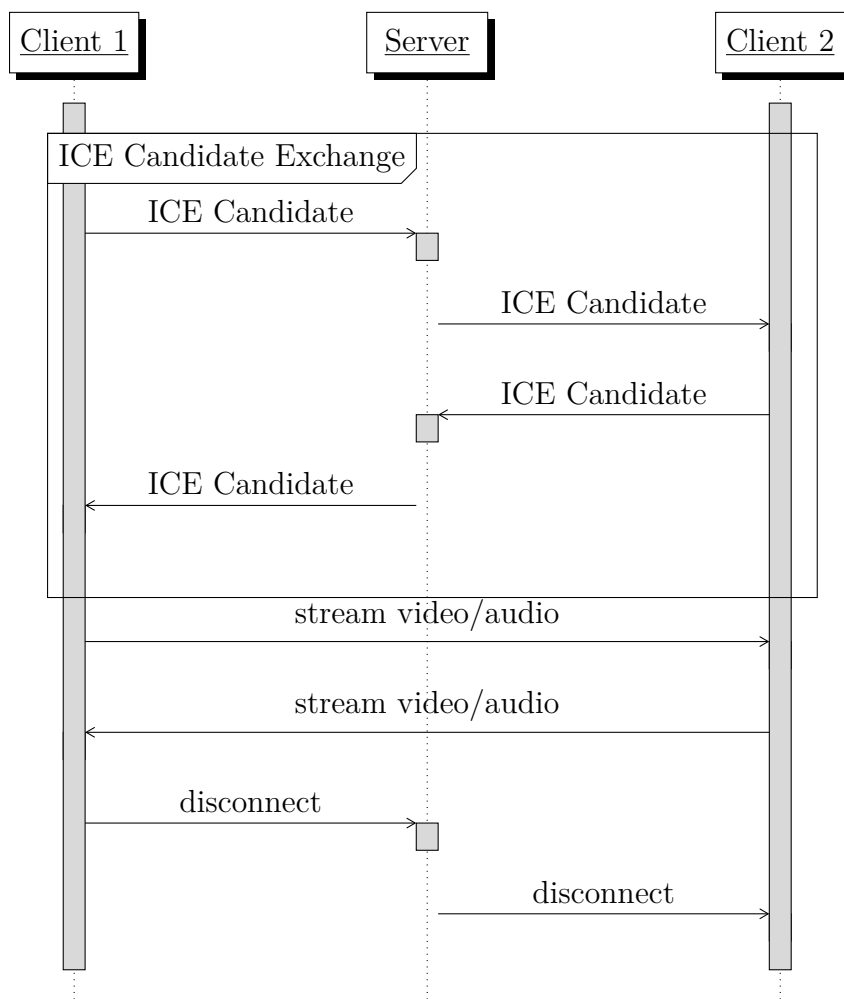 Client 1
Server
Client 2
ICE Candidate Exchange
ICE Candidate
ICE Candidate
ICE Candidate
ICE Candidate
stream video/audio
stream video/audio
disconnect
disconnect